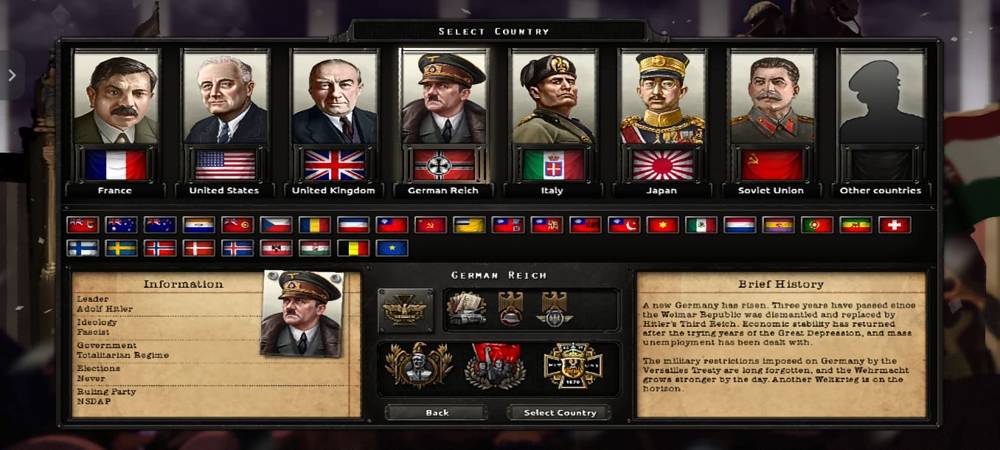 Select Country
France
United States
United Kingdom
German Reich
Italy
Japan
Soviet Union
Other countries
Information
Leader
Adolf Hitler
Ideology
Fascist
Government
Totalitarian Regime
Elections
Never
Ruling Party
NSDAP
German Reich
1870
Back
Select Country
Brief History
A new Germany has risen. Three years have passed since
the Weimar Republic was dismantled and replaced by
Hitler's Third Reich. Economic stability has returned
after the trying years of the Great Depression, and mass
unemployment has been dealt with.
The military restrictions imposed on Germany by the
Versailles Treaty are long forgotten, and the Wehrmacht
grows stronger by the day. Another Weltkrieg is on the
horizon.